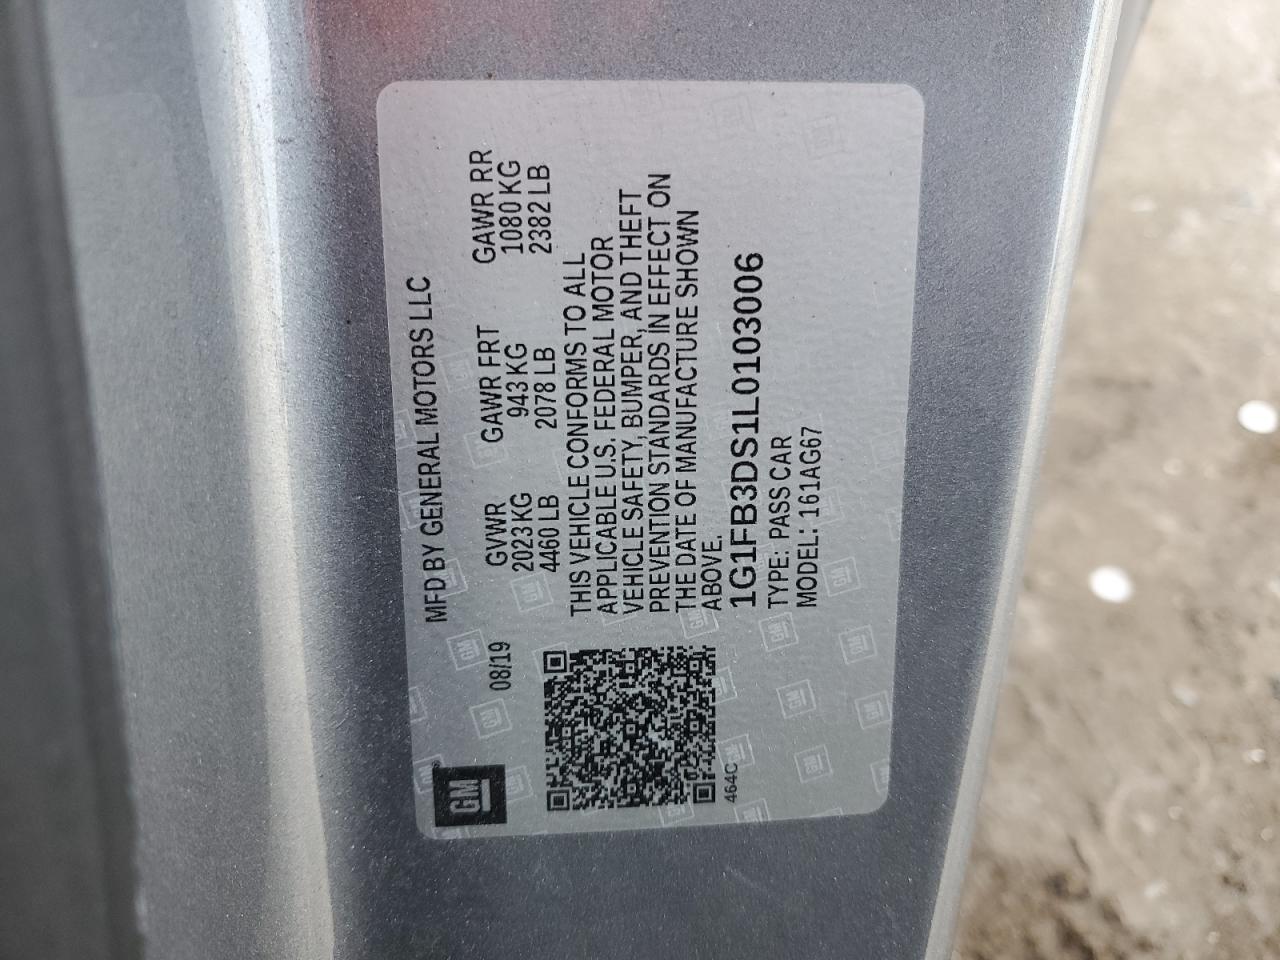 GM
MFD BY GENERAL MOTORS LLC
08/19
GVWR GAWR FRT GAWR RR
2023 KG 943 KG 1080 KG
4460 LB 2078 LB 2382 LB
THIS VEHICLE CONFORMS TO ALL
APPLICABLE U.S. FEDERAL MOTOR
VEHICLE SAFETY, BUMPER, AND THEFT
PREVENTION STANDARDS IN EFFECT ON
THE DATE OF MANUFACTURE SHOWN
ABOVE.
1G1FB3DS1L0103006
TYPE: PASS CAR
MODEL: 161AG67
464C